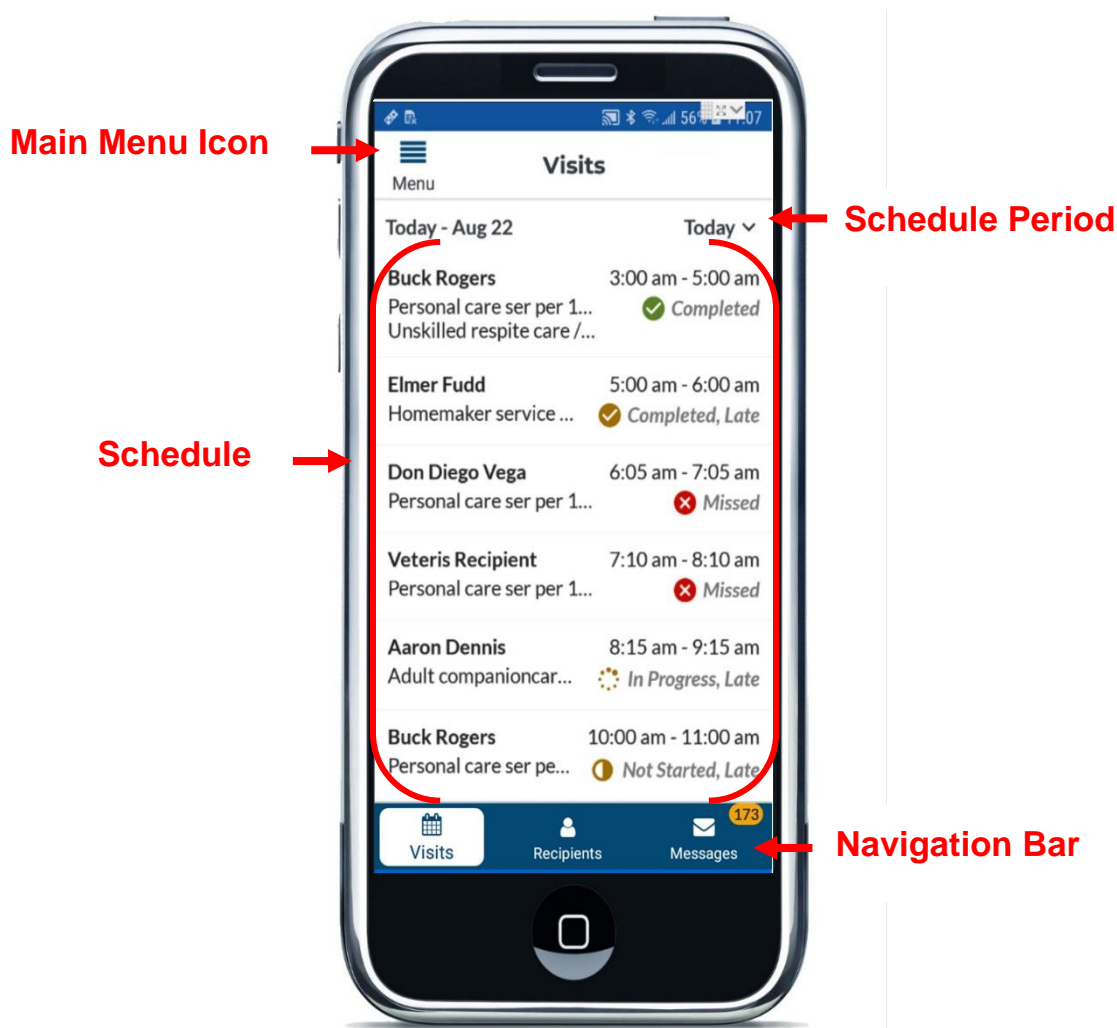 56%
11:07
Main Menu Icon
Menu
Visits
Today - Aug 22
Today
Schedule Period
Buck Rogers
3:00 am - 5:00 am
Personal care ser per 1...
Completed
Unskilled respite care /...
Elmer Fudd
5:00 am - 6:00 am
Homemaker service ...
Completed, Late
Schedule
Don Diego Vega
6:05 am - 7:05 am
Personal care ser per 1...
Missed
Veteris Recipient
7:10 am - 8:10 am
Personal care ser per 1...
Missed
Aaron Dennis
8:15 am - 9:15 am
Adult companioncar...
In Progress, Late
Buck Rogers
10:00 am - 11:00 am
Personal care ser pe...
Not Started, Late
173
Visits
Recipients
Messages
Navigation Bar